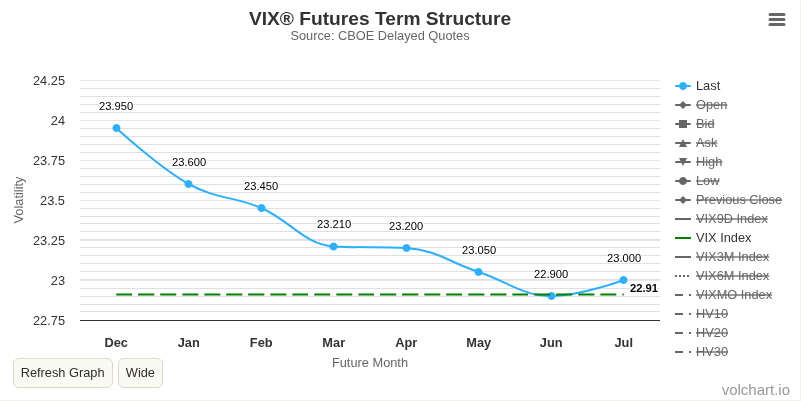 VIX® Futures Term Structure
Source: CBOE Delayed Quotes
24.25
24
23.75
23.5
23.25
23
22.75
Volatility
23.950
23.600
23.450
23.210
23.200
23.050
22.900
23.000
22.91
Dec
Jan
Feb
Mar
Apr
May
Jun
Jul
Future Month
Last
Open
Bid
Ask
High
Low
Previous Close
VIX9D Index
VIX Index
VIX3M Index
VIX6M Index
VIXMO Index
HV10
HV20
HV30
Refresh Graph
Wide
volchart.io